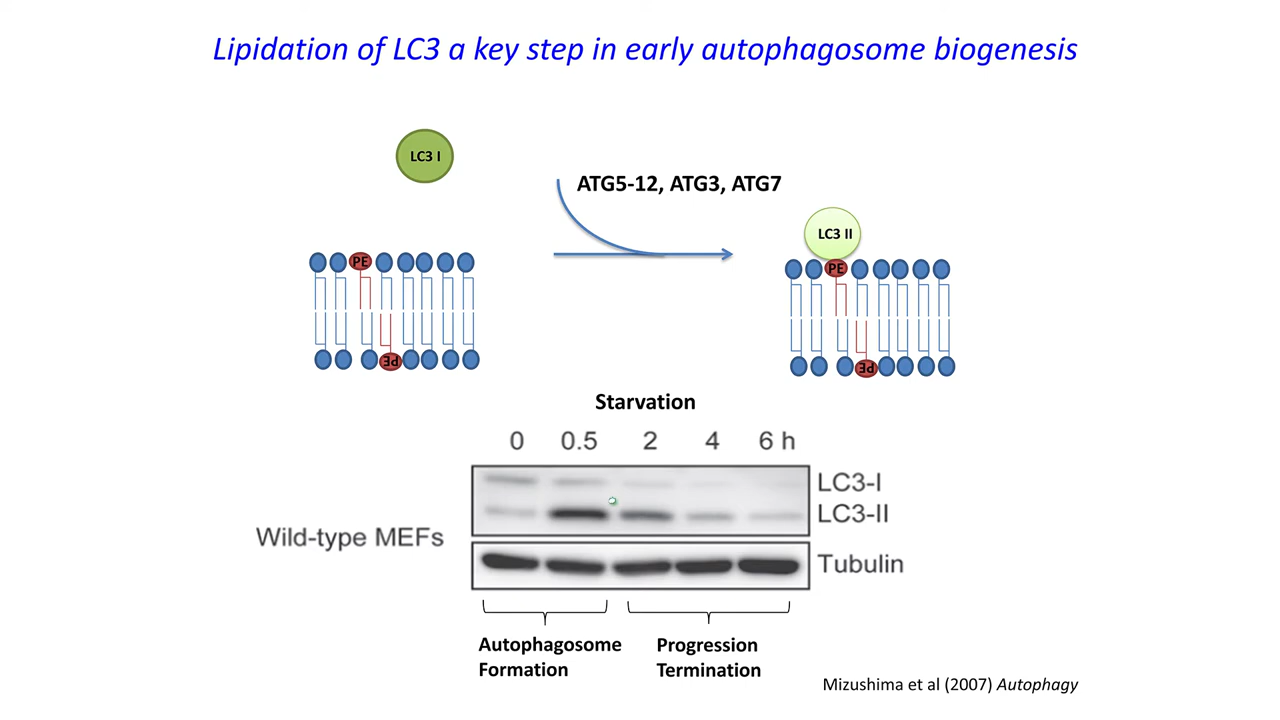 Lipidation of LC3 a key step in early autophagosome biogenesis
LC3 I
ATG5-12, ATG3, ATG7
LC3 II
PE
PE
PE
PE
Starvation
0 0.5 2 4 6 h
LC3-I
LC3-II
Wild-type MEFs
Tubulin
Autophagosome
Formation
Progression
Termination
Mizushima et al (2007) Autophagy